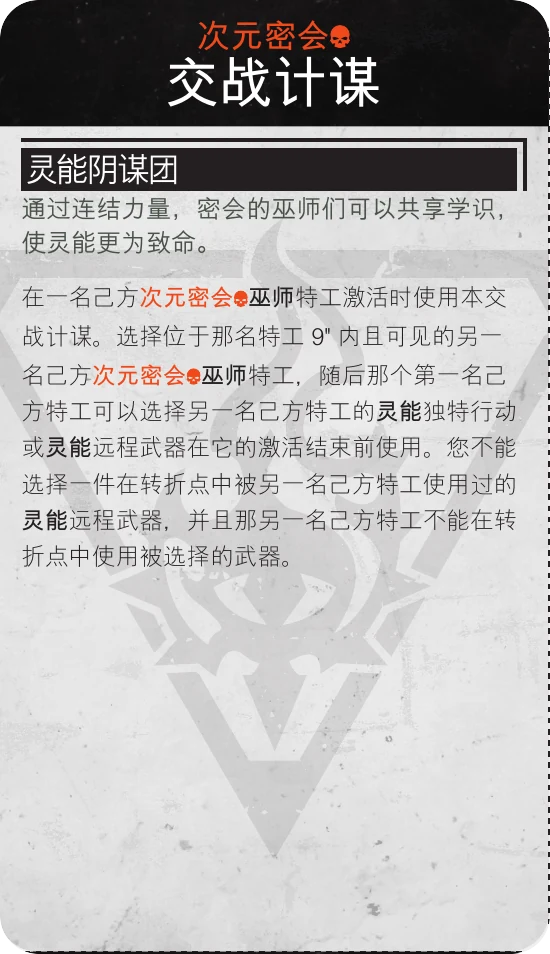 次元密会
交战计谋
灵能阴谋团
通过连结力量，密会的巫师们可以共享学识，
使灵能更为致命。
在一名己方次元密会巫师特工激活时使用本交
战计谋。选择位于那名特工 9" 内且可见的另一
名己方次元密会巫师特工，随后那个第一名己
方特工可以选择另一名己方特工的灵能独特行动
或灵能远程武器在它的激活结束前使用。您不能
选择一件在转折点中被另一名己方特工使用过的
灵能远程武器，并且那另一名己方特工不能在转
折点中使用被选择的武器。